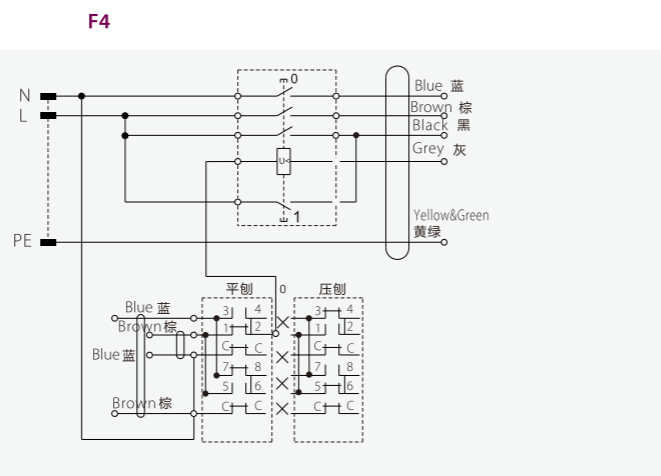 F4
0
N
Blue 蓝
L
Brown 棕
Black 黑
U<
Grey 灰
1
Yellow&Green
黄绿
PE
平刨
0
压刨
Blue 蓝
3 4 3 4
Brown 棕
1 2 1 2
Blue 蓝
C C C C
7 8 7 8
5 6 5 6
Brown 棕
C C C C